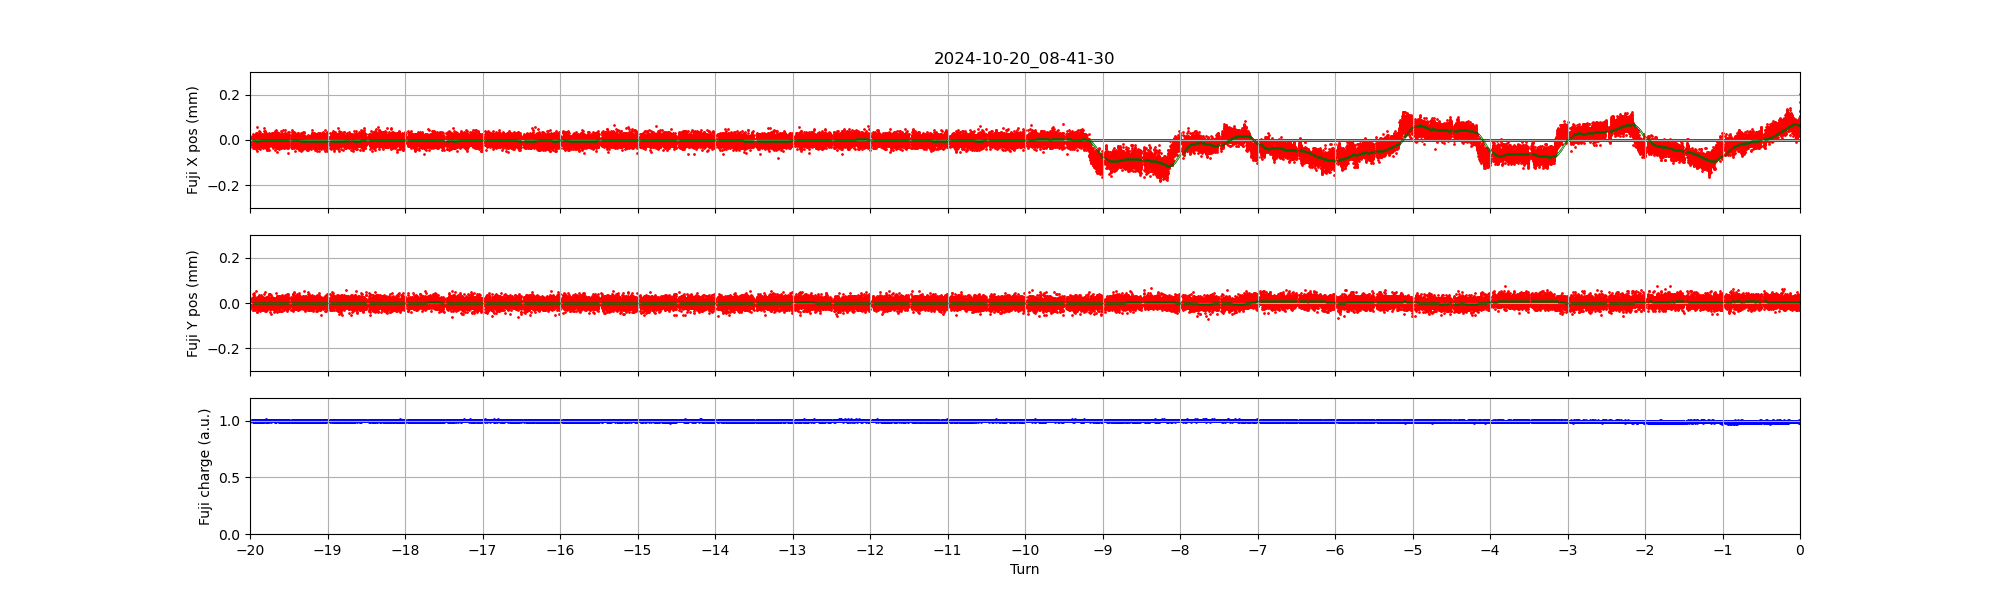 2024-10-20_08-41-30
Fuji X pos (mm)
0.2
0.0
−0.2
Fuji Y pos (mm)
0.2
0.0
−0.2
Fuji charge (a.u.)
1.0
0.5
0.0
−20 −19 −18 −17 −16 −15 −14 −13 −12 −11 −10 −9 −8 −7 −6 −5 −4 −3 −2 −1 0
Turn